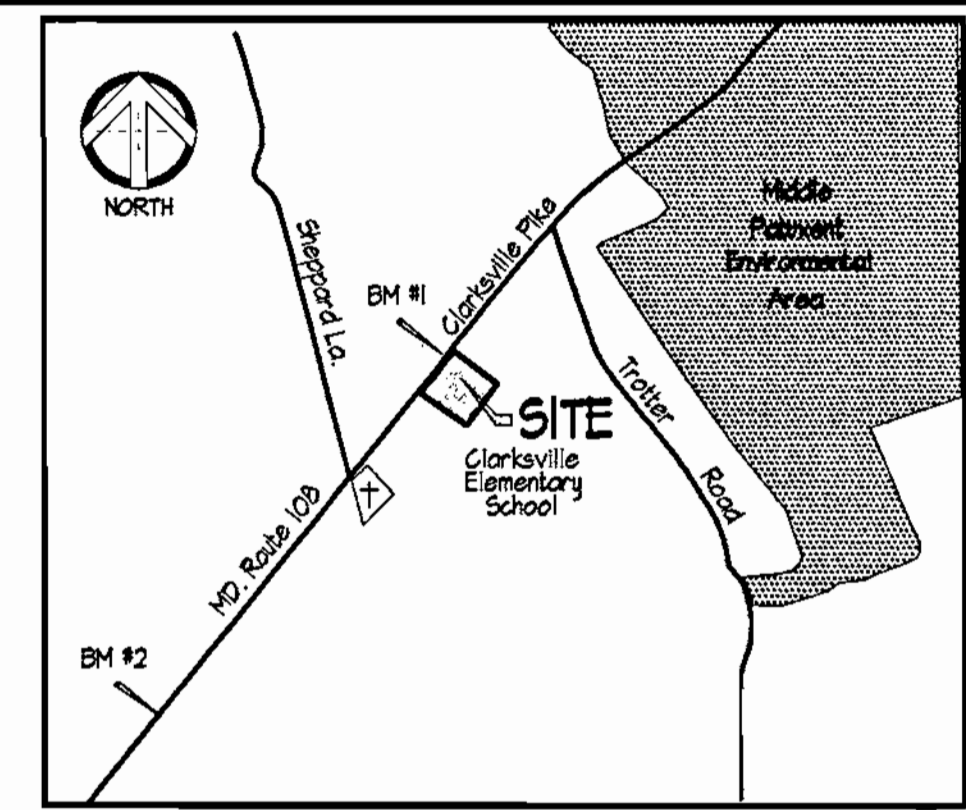 NORTH
Sheppard La.
BM #1
Clarksville Pike
Middle
Patuxent
Environmental
Area
Trotter
Road
SITE
Clarksville
Elementary
School
MD. Route 108
BM #2